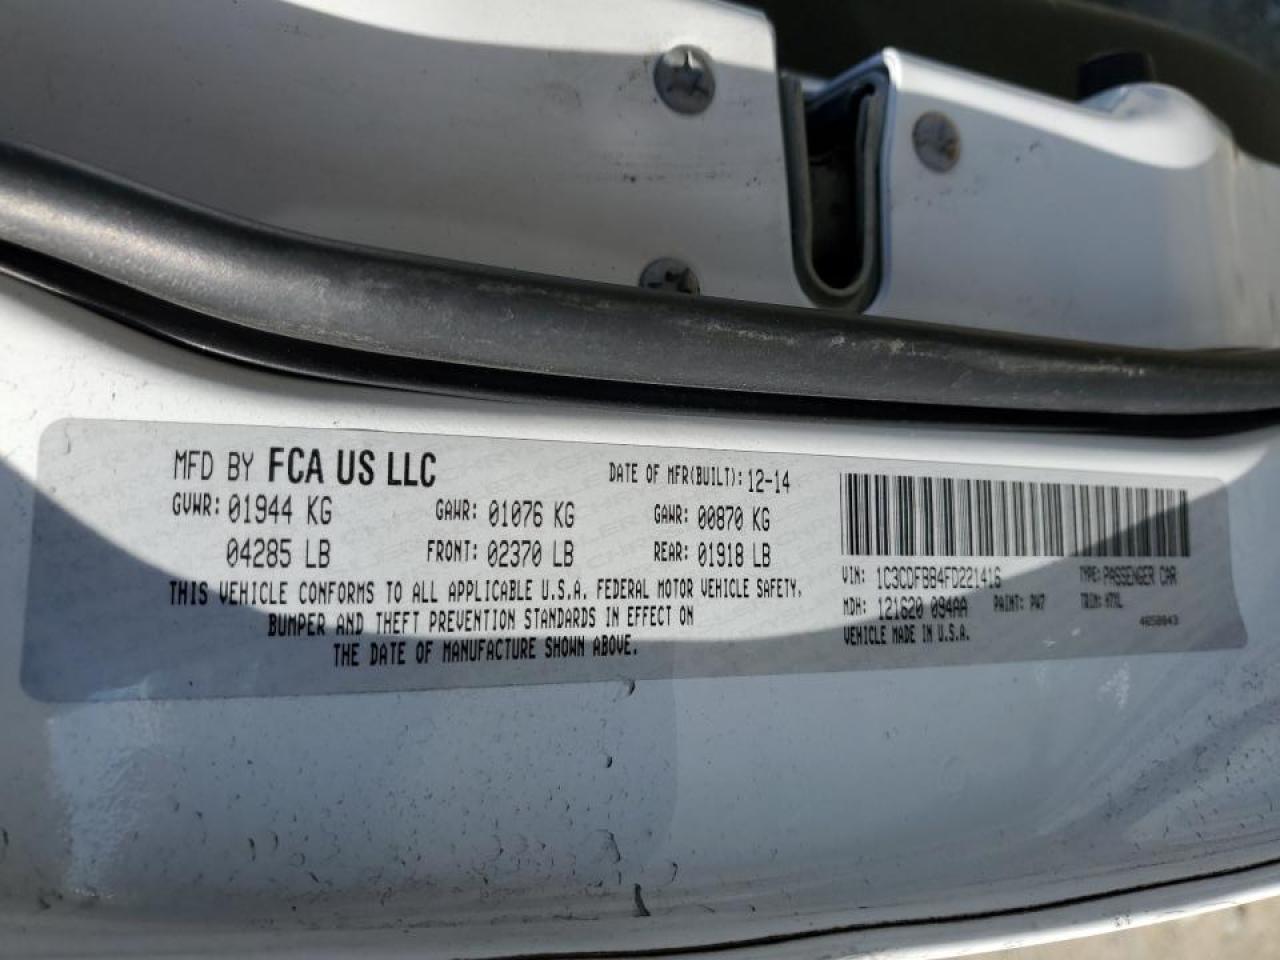 MFD BY FCA US LLC DATE OF MFR(BUILT): 12-14
GVWR: 01944 KG GAWR: 01076 KG GAWR: 00870 KG
04285 LB FRONT: 02370 LB REAR: 01918 LB
THIS VEHICLE CONFORMS TO ALL APPLICABLE U.S.A. FEDERAL MOTOR VEHICLE SAFETY,
BUMPER AND THEFT PREVENTION STANDARDS IN EFFECT ON
THE DATE OF MANUFACTURE SHOWN ABOVE.
VIN: 1C3CDFBB4FD221416 TYPE: PASSENGER CAR
MDH: 121620 094AA PAINT: PW7 TRIM:
VEHICLE MADE IN U.S.A.